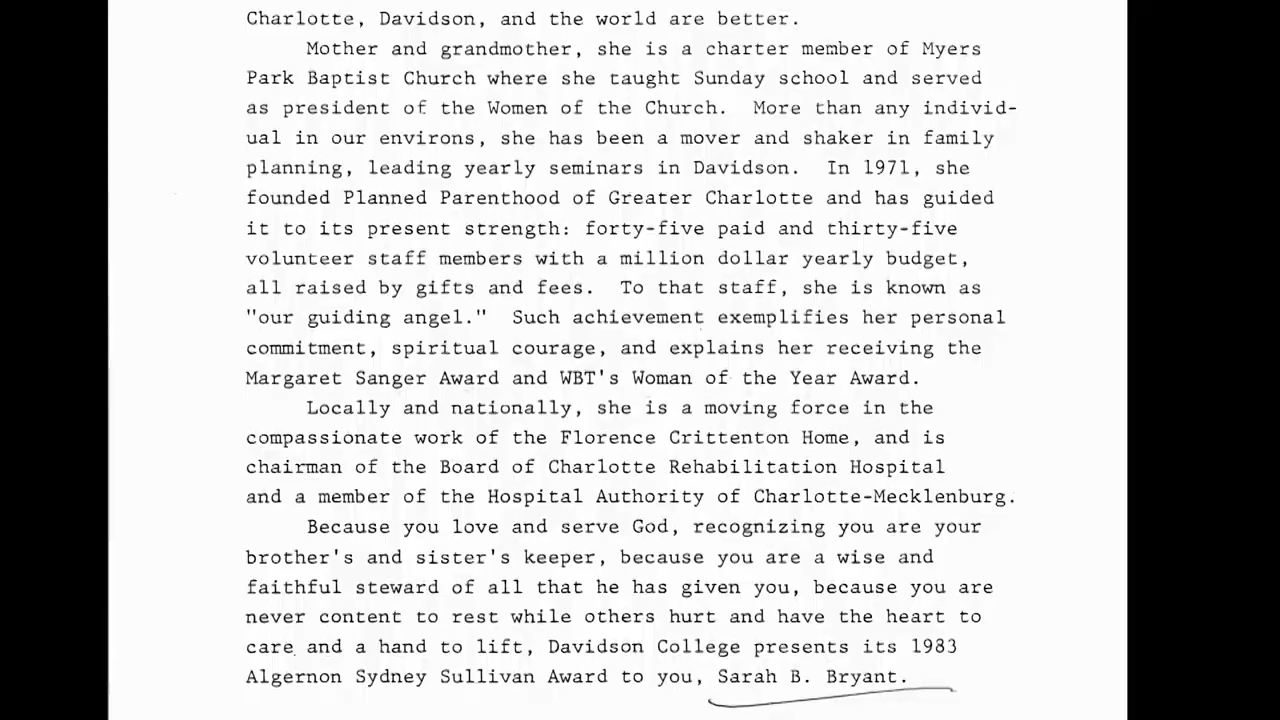 Charlotte, Davidson, and the world are better.
Mother and grandmother, she is a charter member of Myers
Park Baptist Church where she taught Sunday school and served
as president of the Women of the Church.  More than any individ-
ual in our environs, she has been a mover and shaker in family
planning, leading yearly seminars in Davidson.  In 1971, she
founded Planned Parenthood of Greater Charlotte and has guided
it to its present strength: forty-five paid and thirty-five
volunteer staff members with a million dollar yearly budget,
all raised by gifts and fees.  To that staff, she is known as
"our guiding angel."  Such achievement exemplifies her personal
commitment, spiritual courage, and explains her receiving the
Margaret Sanger Award and WBT's Woman of the Year Award.
Locally and nationally, she is a moving force in the
compassionate work of the Florence Crittenton Home, and is
chairman of the Board of Charlotte Rehabilitation Hospital
and a member of the Hospital Authority of Charlotte-Mecklenburg.
Because you love and serve God, recognizing you are your
brother's and sister's keeper, because you are a wise and
faithful steward of all that he has given you, because you are
never content to rest while others hurt and have the heart to
care and a hand to lift, Davidson College presents its 1983
Algernon Sydney Sullivan Award to you, Sarah B. Bryant.